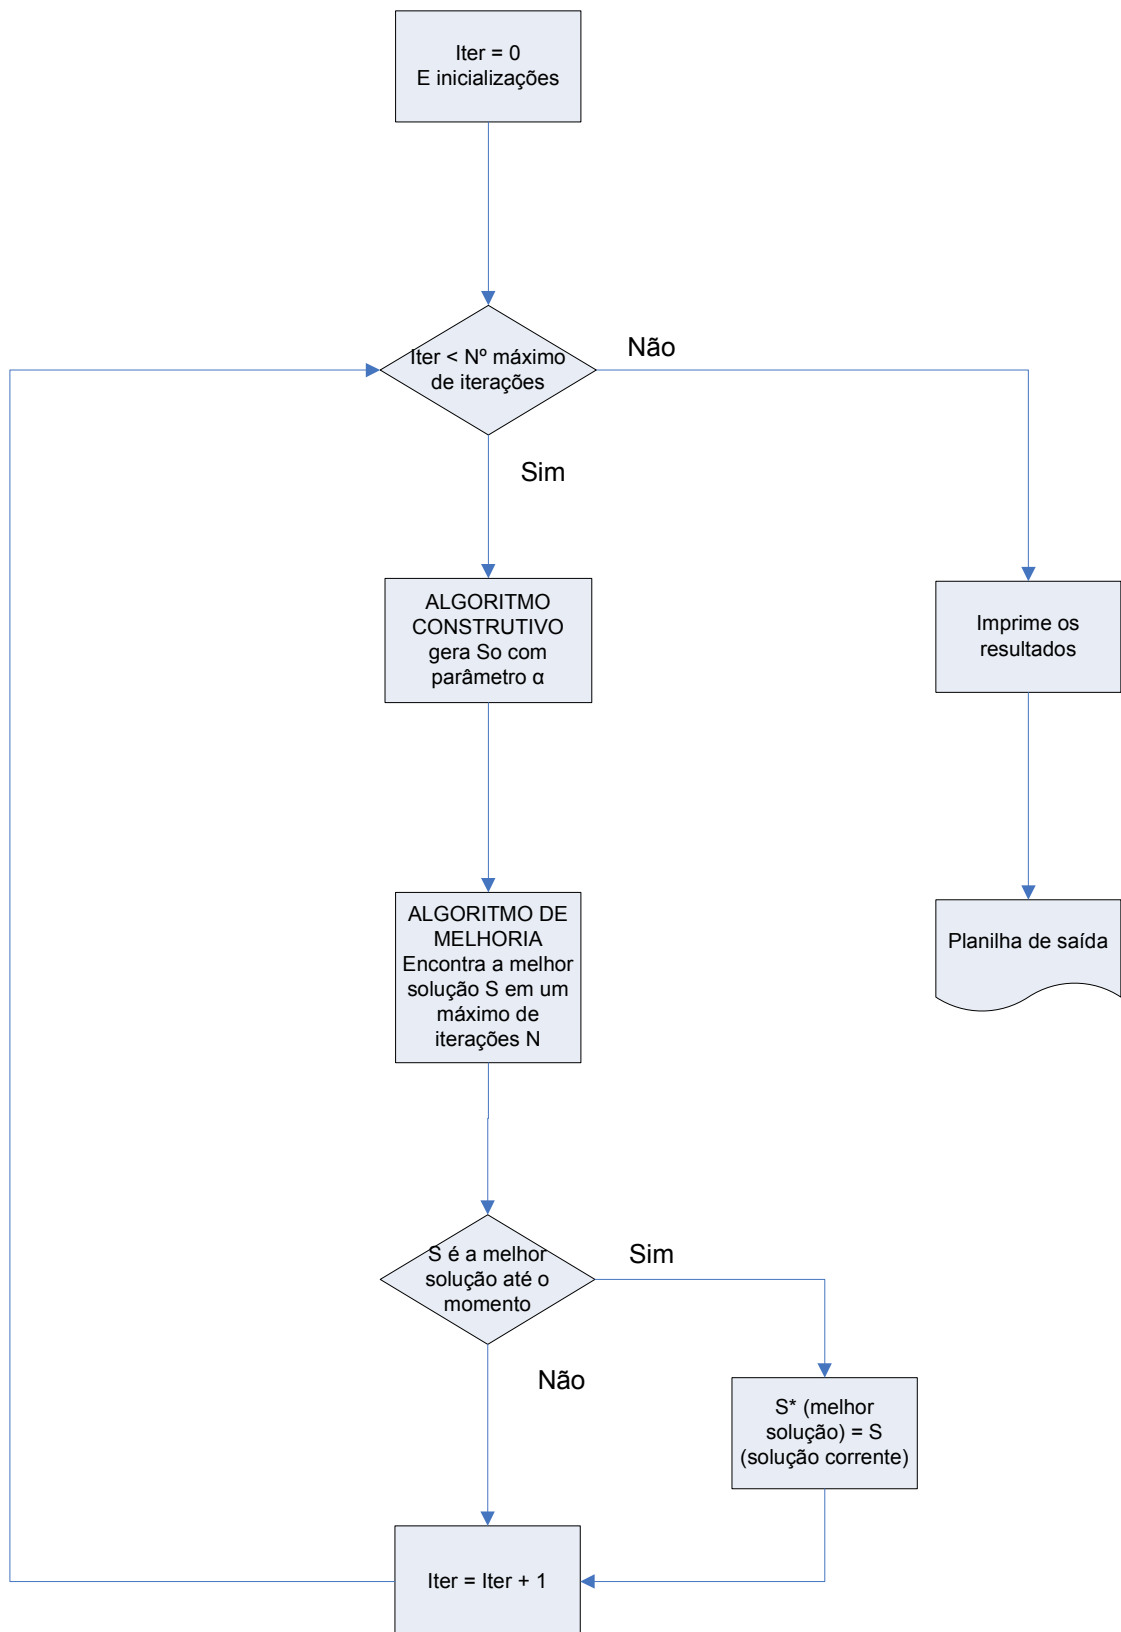 Iter = 0
E inicializações
Iter < Nº máximo
de iterações
Não
Sim
ALGORITMO
CONSTRUTIVO
gera So com
parâmetro α
Imprime os
resultados
ALGORITMO DE
MELHORIA
Encontra a melhor
solução S em um
máximo de
iterações N
Planilha de saída
S é a melhor
solução até o
momento
Sim
Não
S* (melhor
solução) = S
(solução corrente)
Iter = Iter + 1